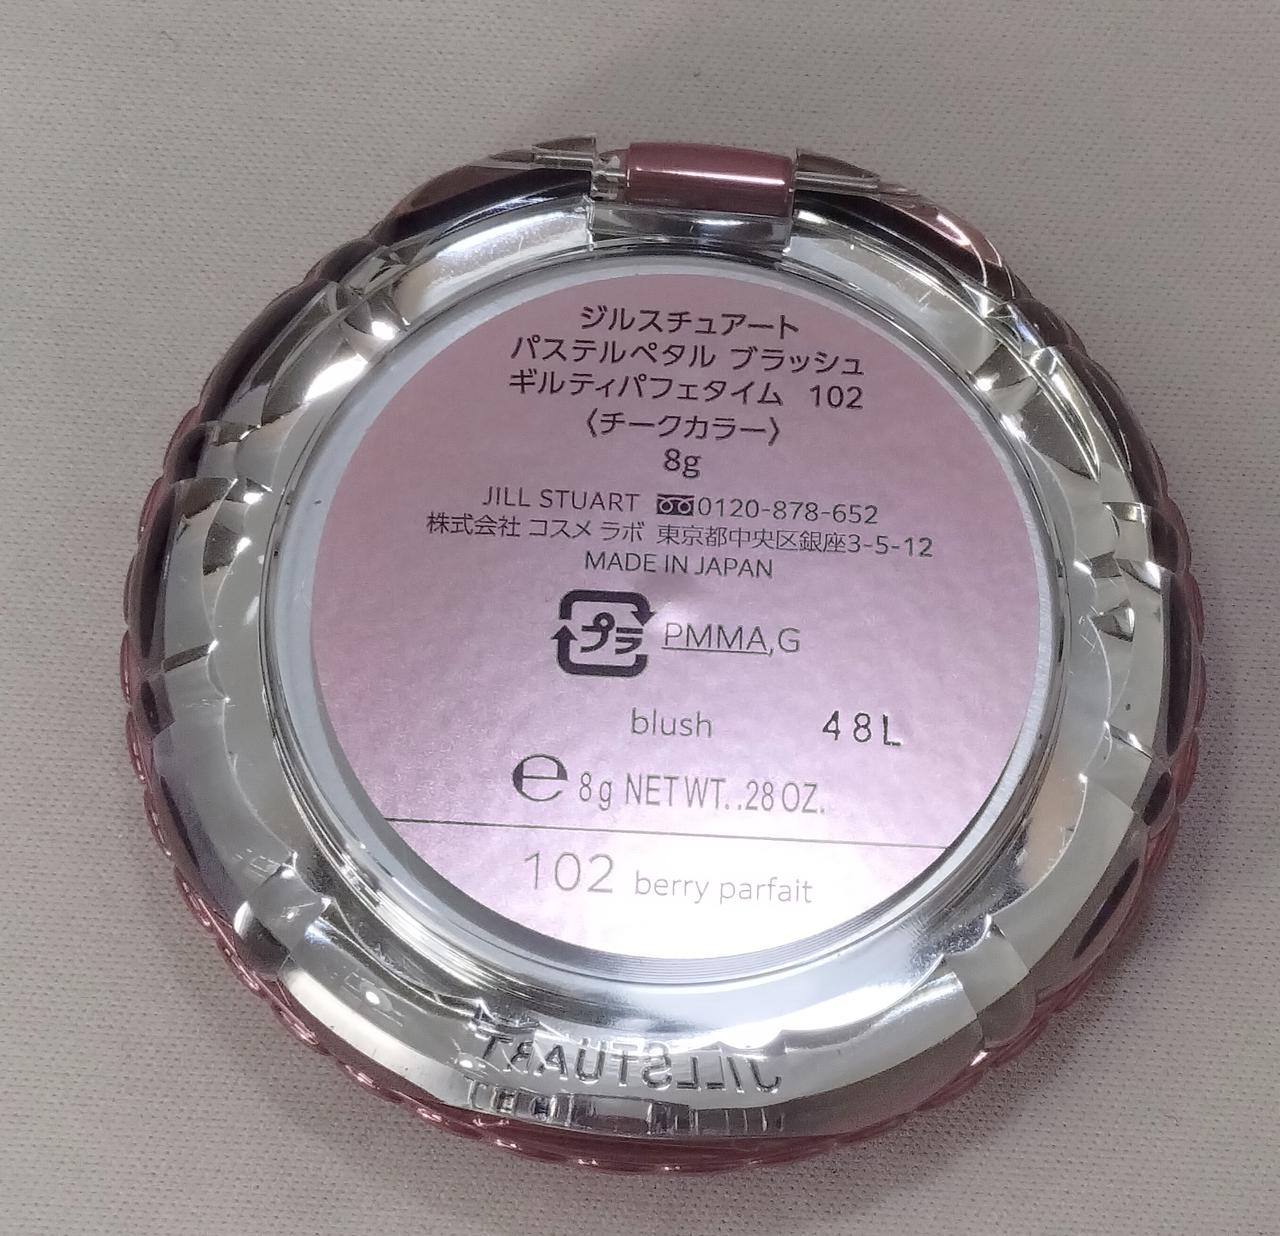 ジルスチュアート
パステルペタル ブラッシュ
ギルティパフェタイム 102
〈チークカラー〉
8g
JILL STUART 0120-878-652
株式会社 コスメ ラボ 東京都中央区銀座3-5-12
MADE IN JAPAN
プラ PMMA,G
blush 48L
e 8g NET WT. .28 OZ.
102 berry parfait
JILLSTUART